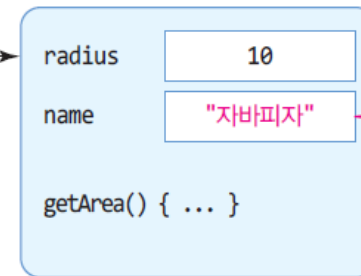 radius 10
name "자바피자"
getArea() { ... }